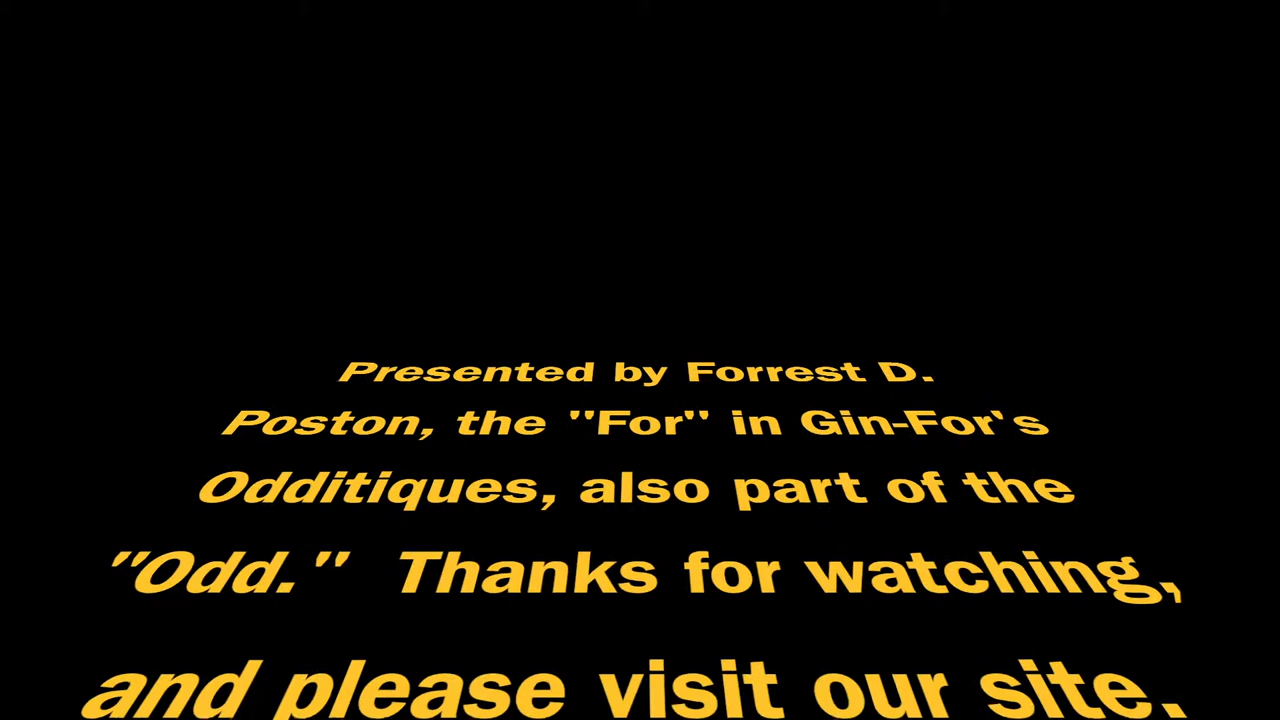 Presented by Forrest D.
Poston, the "For" in Gin-For's
Odditiques, also part of the
"Odd."  Thanks for watching,
and please visit our site.